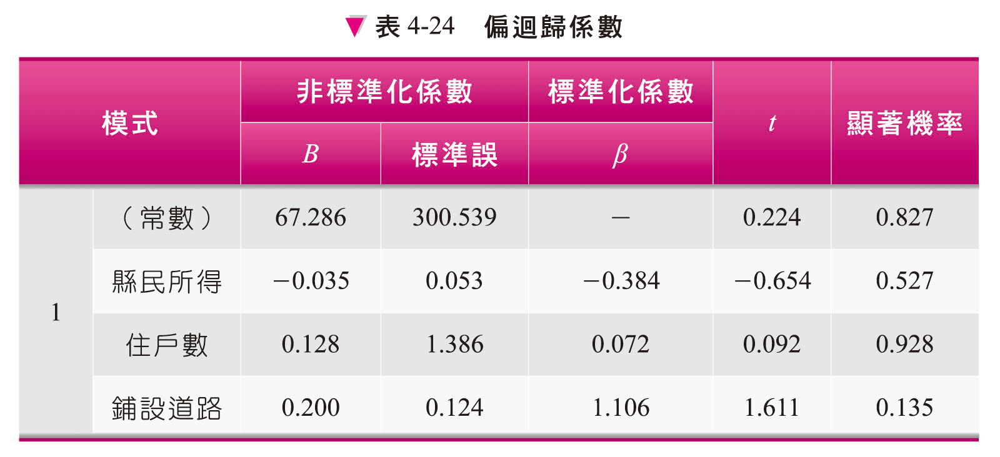 ▼ 表 4-24 偏迴歸係數
模式 非標準化係數 標準化係數 t 顯著機率
B 標準誤 β
1 （常數） 67.286 300.539 － 0.224 0.827
縣民所得 −0.035 0.053 −0.384 −0.654 0.527
住戶數 0.128 1.386 0.072 0.092 0.928
鋪設道路 0.200 0.124 1.106 1.611 0.135